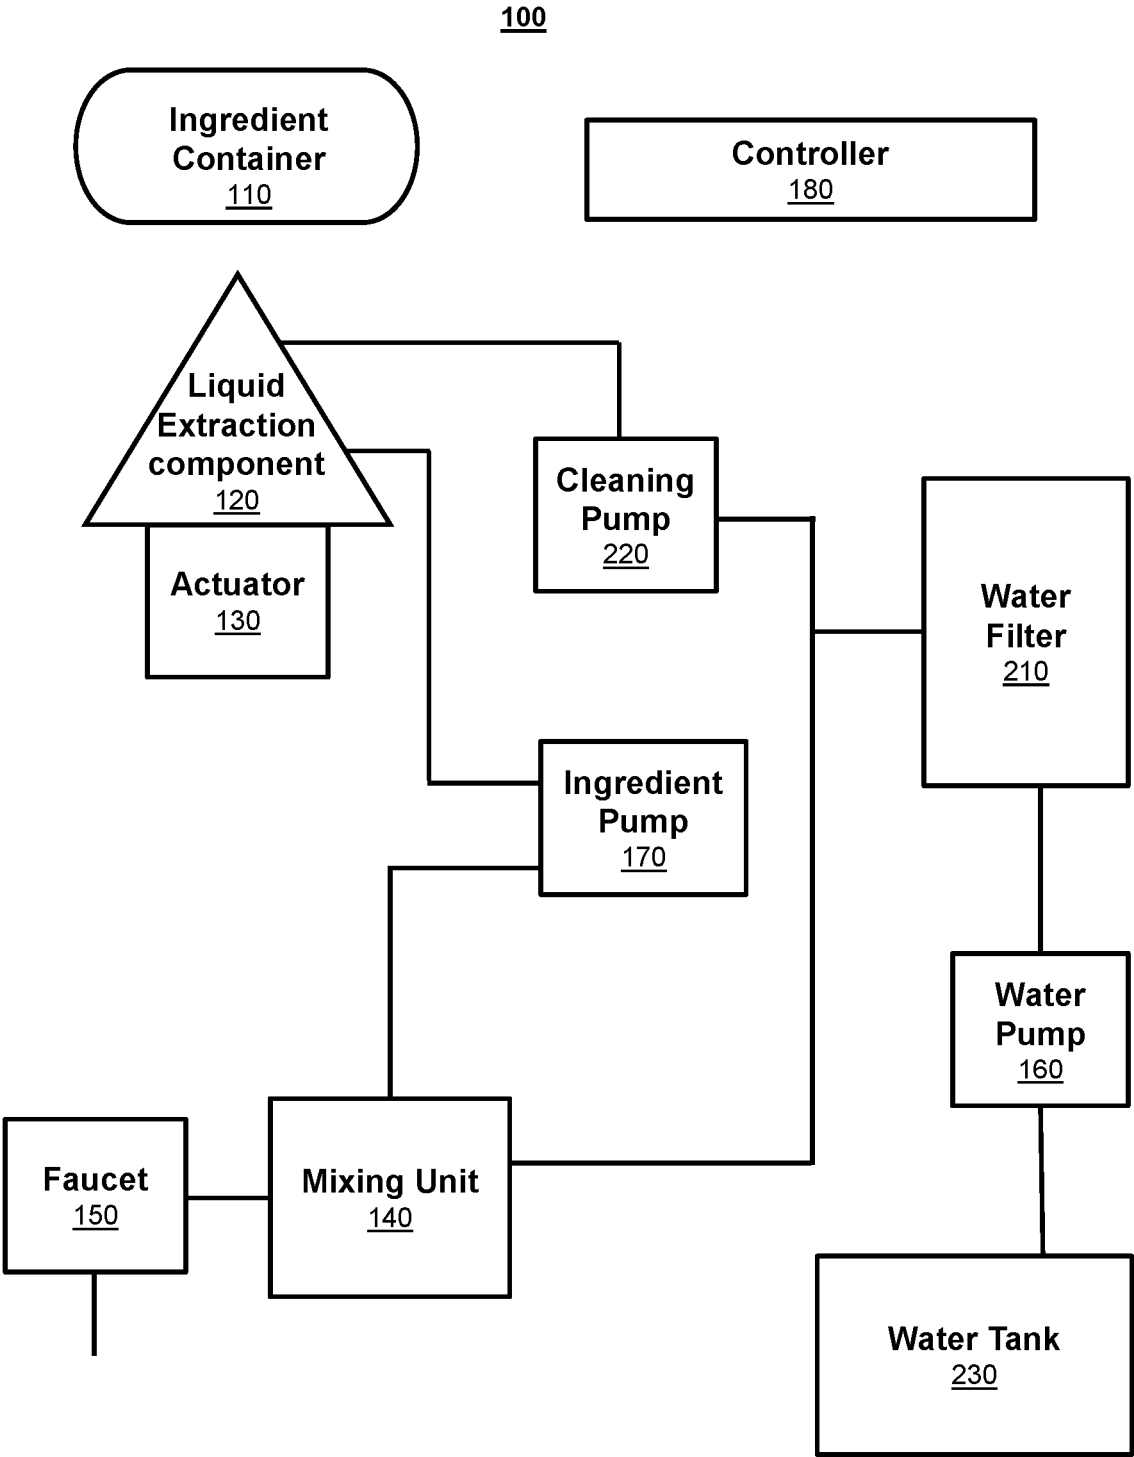 100
Ingredient
Container
110
Controller
180
Liquid
Extraction
component
120
Cleaning
Pump
220
Actuator
130
Water
Filter
210
Ingredient
Pump
170
Water
Pump
160
Faucet
150
Mixing Unit
140
Water Tank
230